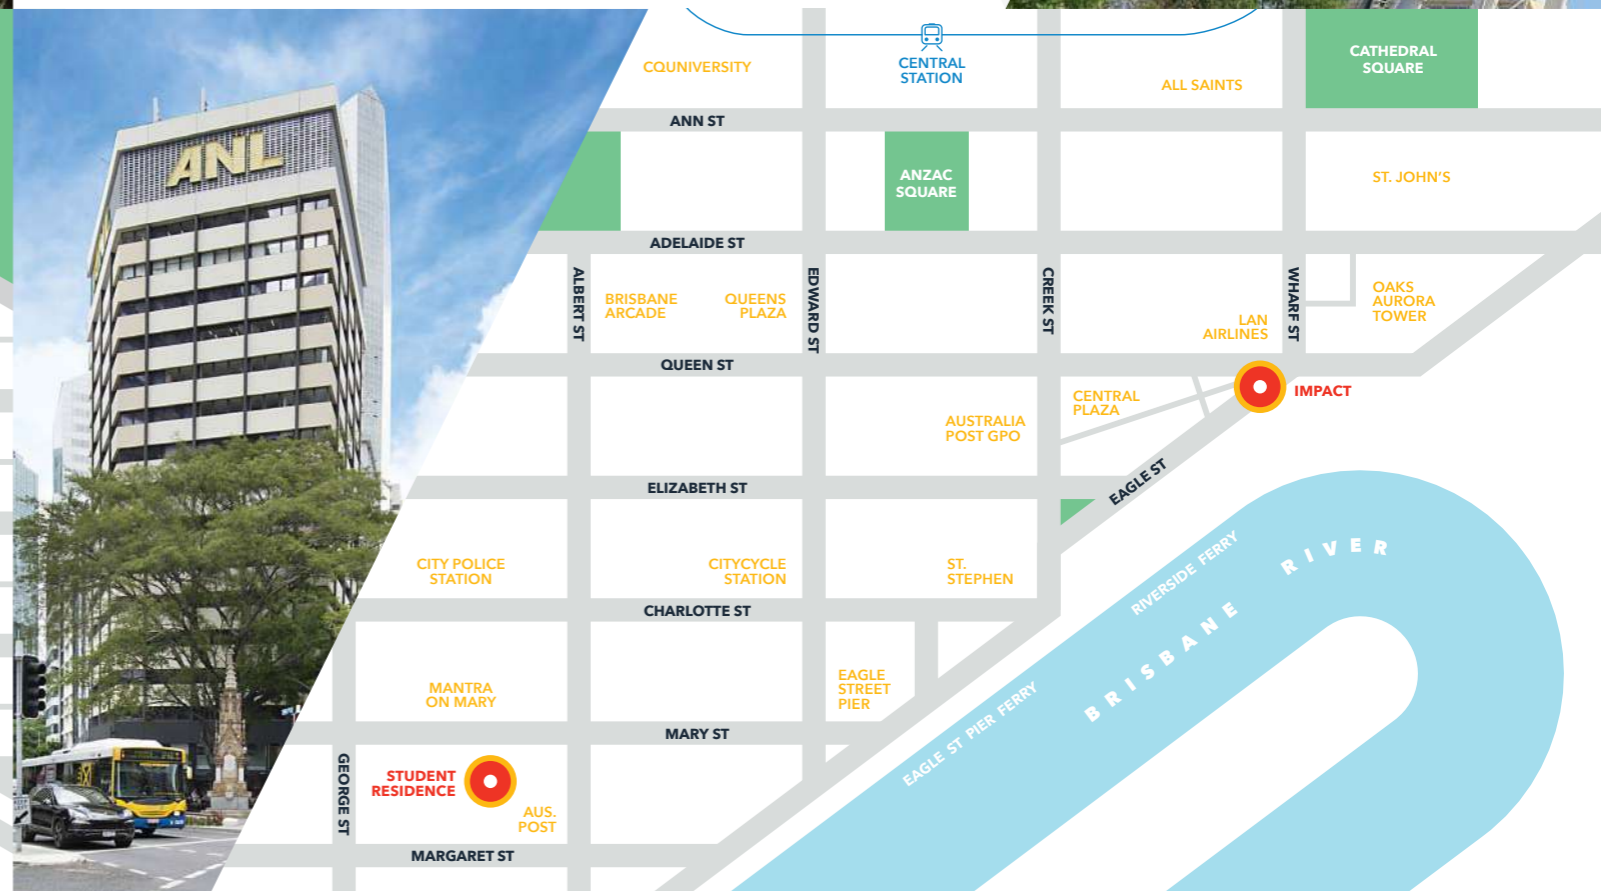 ANL
CQUNIVERSITY
CENTRAL
STATION
ALL SAINTS
CATHEDRAL
SQUARE
ANN ST
ANZAC
SQUARE
ST. JOHN'S
ADELAIDE ST
ALBERT ST
BRISBANE
ARCADE
QUEENS
PLAZA
EDWARD ST
CREEK ST
LAN
AIRLINES
WHARF ST
OAKS
AURORA
TOWER
QUEEN ST
IMPACT
CENTRAL
PLAZA
AUSTRALIA
POST GPO
ELIZABETH ST
EAGLE ST
CITY POLICE
STATION
CITYCYCLE
STATION
ST.
STEPHEN
RIVERSIDE FERRY
BRISBANE RIVER
CHARLOTTE ST
MANTRA
ON MARY
EAGLE
STREET
PIER
EAGLE ST PIER FERRY
MARY ST
GEORGE ST
STUDENT
RESIDENCE
AUS.
POST
MARGARET ST